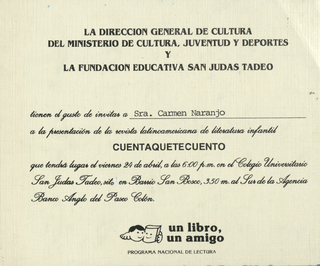 LA DIRECCION GENERAL DE CULTURA
DEL MINISTERIO DE CULTURA, JUVENTUD Y DEPORTES
Y
LA FUNDACION EDUCATIVA SAN JUDAS TADEO
tienen el gusto de invitar a Sra. Carmen Naranjo
a la presentación de la revista latinoamericana de literatura infantil
CUENTAQUETECUENTO
que tendrá lugar el viernes 24 de abril, a las 6:00 p.m. en el Colegio Universitario
San Judas Tadeo, sito en Barrio San Bosco, 350 m. al Sur de la Agencia
Banco Anglo del Paseo Colón.
un libro,
un amigo
PROGRAMA NACIONAL DE LECTURA